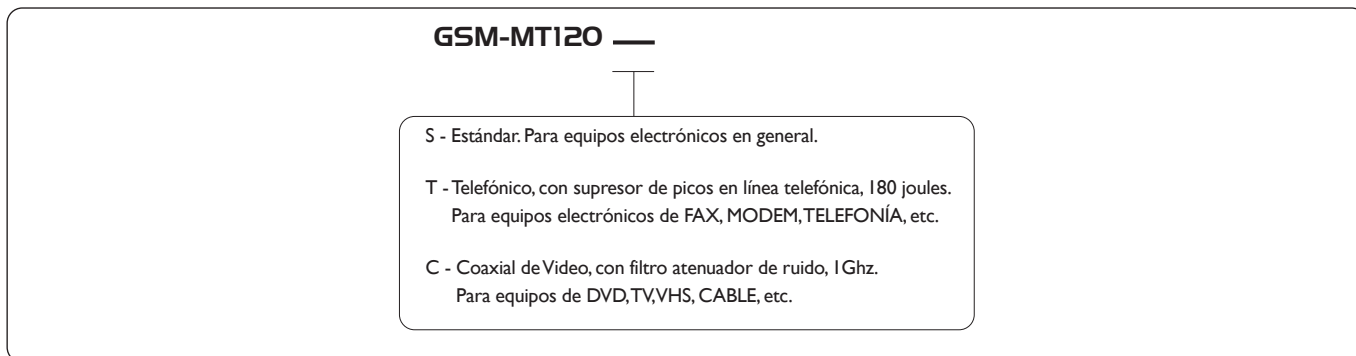 GSM-MT120 __
S - Estándar. Para equipos electrónicos en general.
T - Telefónico, con supresor de picos en línea telefónica, 180 joules.
Para equipos electrónicos de FAX, MODEM, TELEFONÍA, etc.
C - Coaxial de Video, con filtro atenuador de ruido, 1Ghz.
Para equipos de DVD, TV, VHS, CABLE, etc.